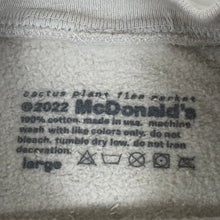 cactus plant flea market
©2022 McDonald's
100% cotton. made in usa. machine
wash with like colors only. do not
bleach. tumble dry low. do not iron
decoration.
large